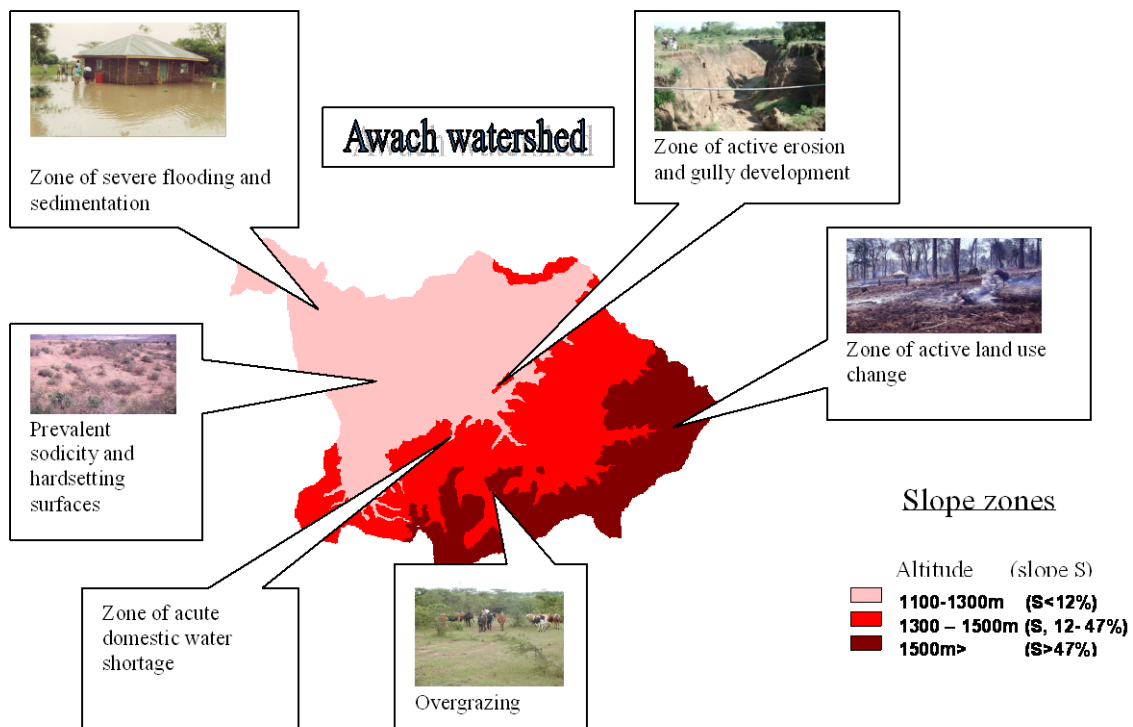 Awach watershed
Zone of severe flooding and
sedimentation
Zone of active erosion
and gully development
Zone of active land use
change
Prevalent
sodicity and
hardsetting
surfaces
Zone of acute
domestic water
shortage
Overgrazing
Slope zones
Altitude (slope S)
1100-1300m (S<12%)
1300 – 1500m (S, 12- 47%)
1500m> (S>47%)